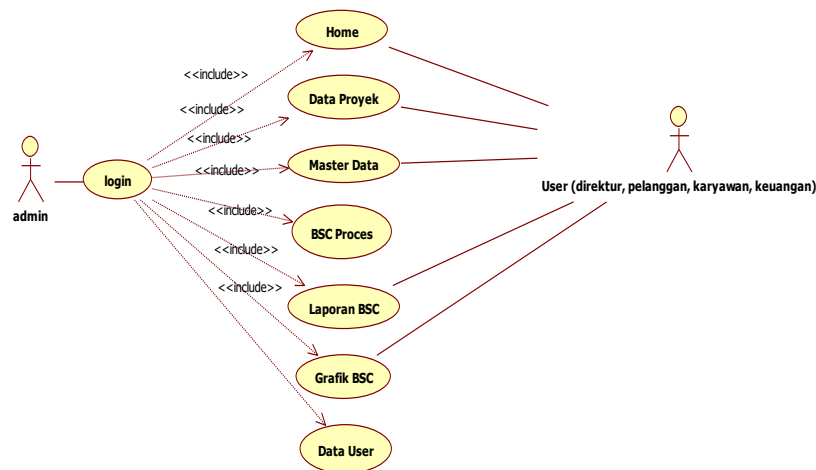 Home
<<include>>
Data Proyek
<<include>>
<<include>>
Master Data
<<include>>
login
User (direktur, pelanggan, karyawan, keuangan)
admin
<<include>>
BSC Proces
<<include>>
<<include>>
Laporan BSC
Grafik BSC
Data User